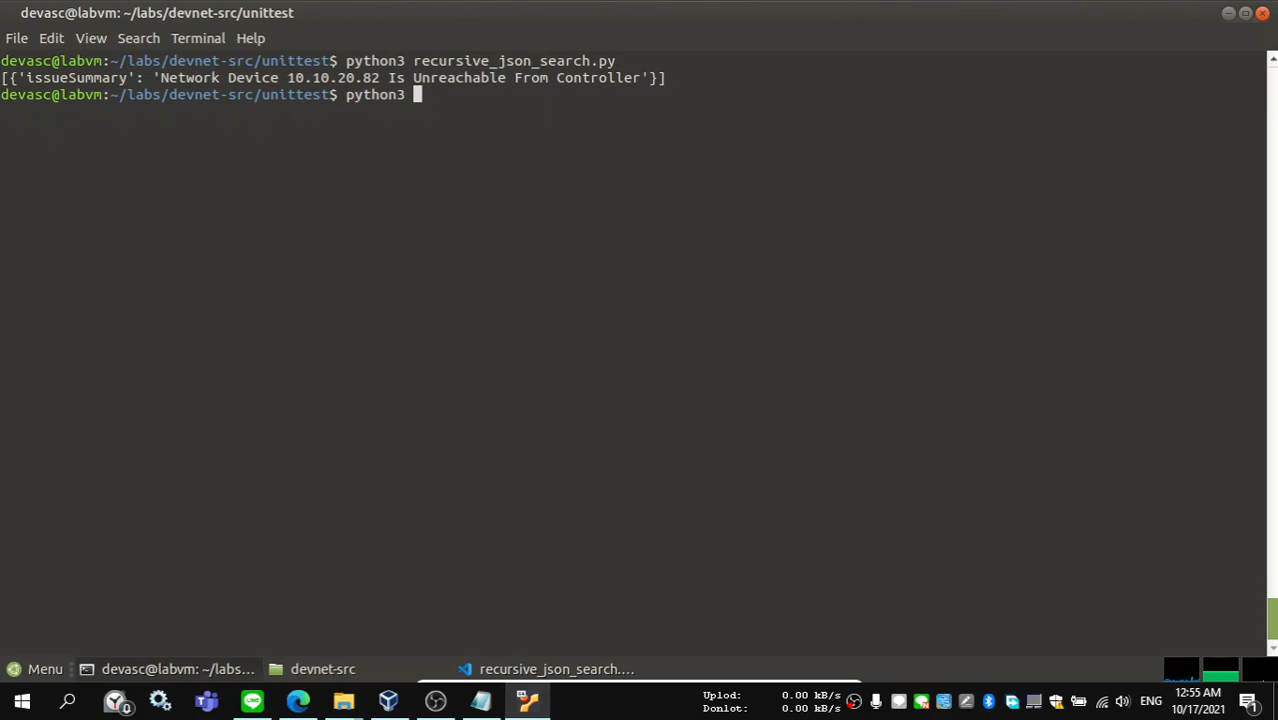 devasc@labvm: ~/labs/devnet-src/unittest
File Edit View Search Terminal Help
devasc@labvm:~/labs/devnet-src/unittest$ python3 recursive_json_search.py
[{'issueSummary': 'Network Device 10.10.20.82 Is Unreachable From Controller'}]
devasc@labvm:~/labs/devnet-src/unittest$ python3
Menu devasc@labvm: ~/labs... devnet-src recursive_json_search....
Uplod: 0.00 kB/s
Donlot: 0.00 kB/s
LINE
ENG
12:55 AM
10/17/2021